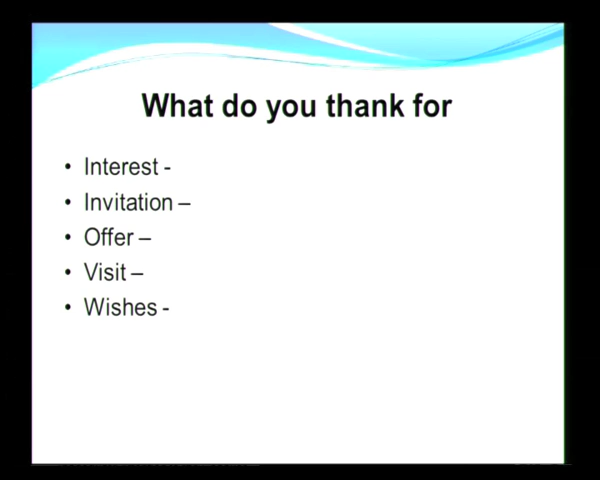 What do you thank for
• Interest -
• Invitation –
• Offer –
• Visit –
• Wishes -